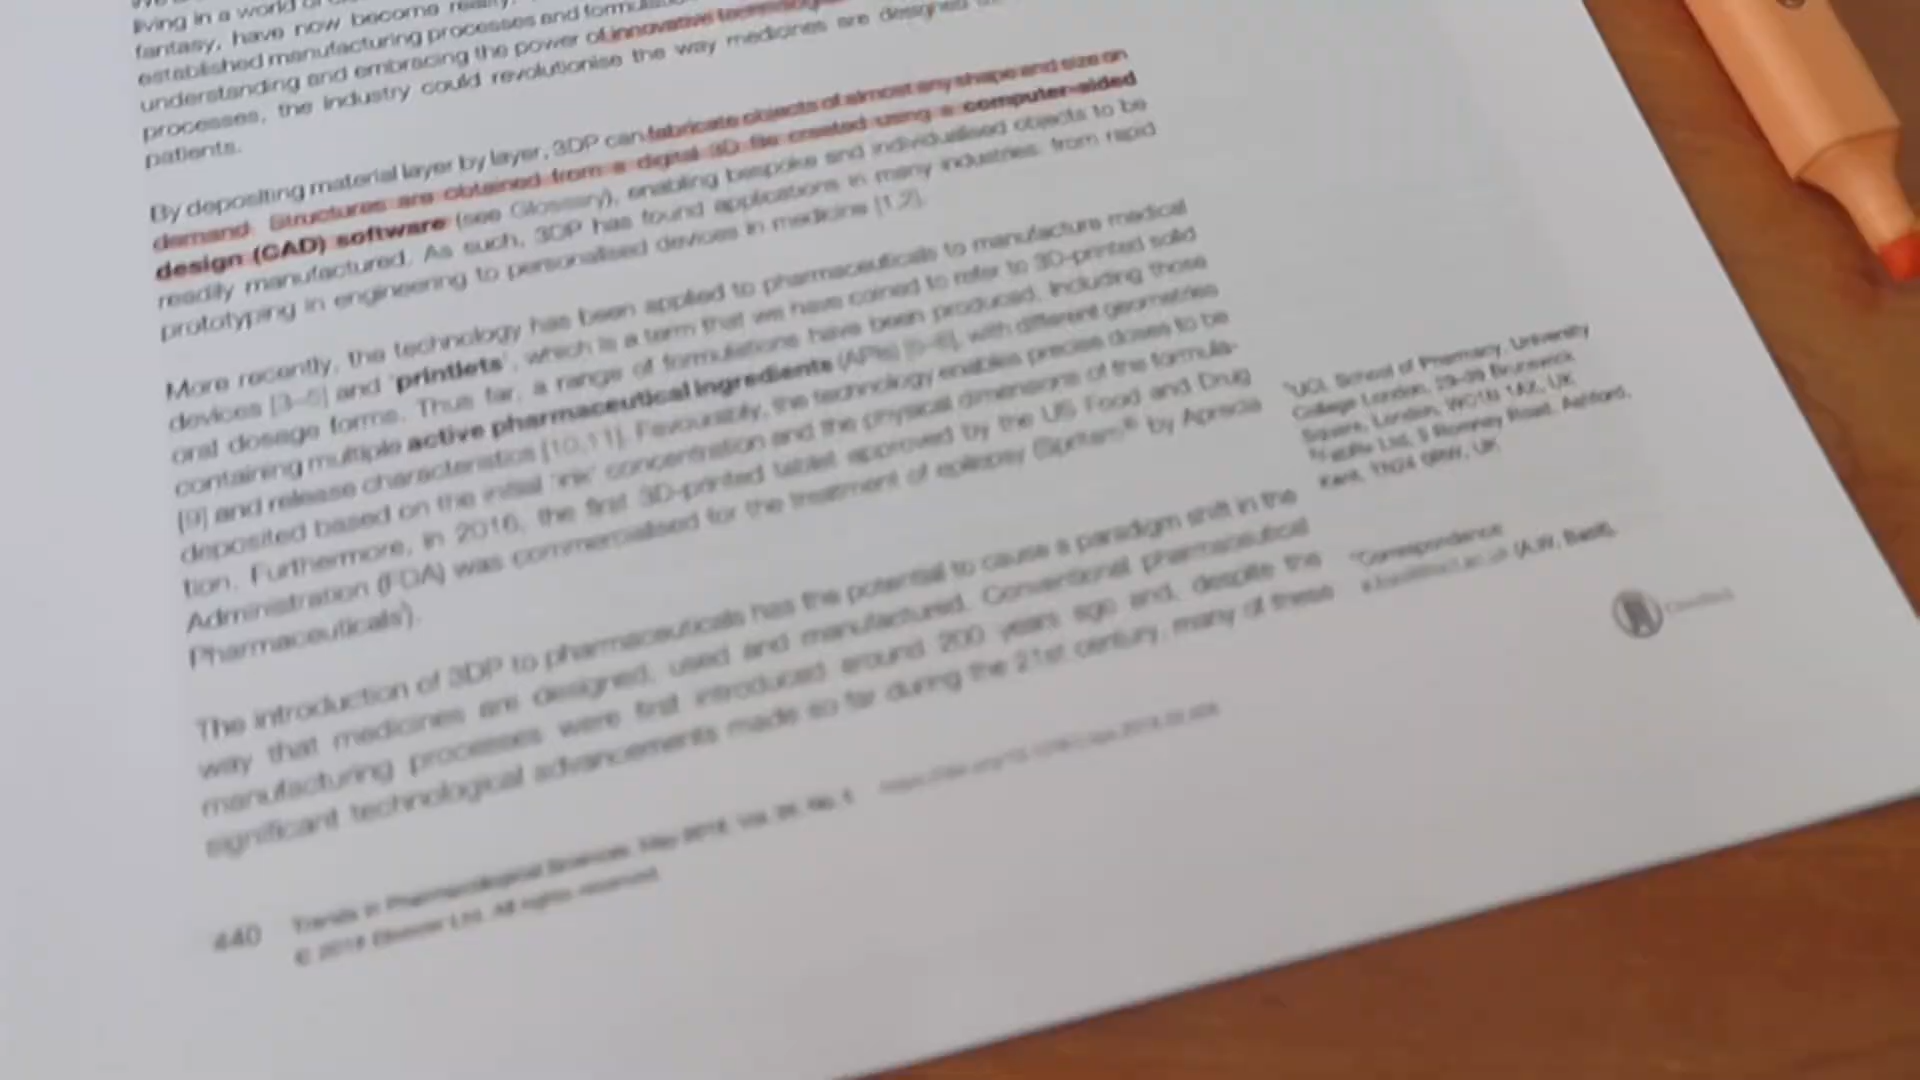 living in a world of
fantasy, have now become reality.
established manufacturing processes and formulation
understanding and embracing the power of innovative technologies
processes, the industry could revolutionise the way medicines are designed
patients.
By depositing material layer by layer, 3DP can fabricate objects of almost any shape and size on
demand. Structures are obtained from a digital 3D file created using a computer-aided
design (CAD) software (see Glossary), enabling bespoke and individualised objects to be
readily manufactured. As such, 3DP has found applications in many industries: from rapid
prototyping in engineering to personalised devices in medicine [1,2].
More recently, the technology has been applied to pharmaceuticals to manufacture medical
devices [3–5] and 'printlets', which is a term that we have coined to refer to 3D-printed solid
oral dosage forms. Thus far, a range of formulations have been produced, including those
containing multiple active pharmaceutical ingredients (APIs) [6–8], with different geometries
[9] and release characteristics [10,11]. Favourably, the technology enables precise doses to be
deposited based on the initial 'ink' concentration and the physical dimensions of the formula-
tion. Furthermore, in 2016, the first 3D-printed tablet approved by the US Food and Drug
Administration (FDA) was commercialised for the treatment of epilepsy (Spritam® by Aprecia
Pharmaceuticals).
The introduction of 3DP to pharmaceuticals has the potential to cause a paradigm shift in the
way that medicines are designed, used and manufactured. Conventional pharmaceutical
manufacturing processes were first introduced around 200 years ago and, despite the
significant technological advancements made so far during the 21st century, many of these
UCL School of Pharmacy, University
College London, 29–39 Brunswick
Square, London, WC1N 1AX, UK
FabRx Ltd, 3 Romney Road, Ashford,
Kent, TN24 0RW, UK
*Correspondence:
(A.W. Basit).
440 Trends in Pharmacological Sciences, May 2018, Vol. 39, No. 5
© 2018 Elsevier Ltd. All rights reserved.